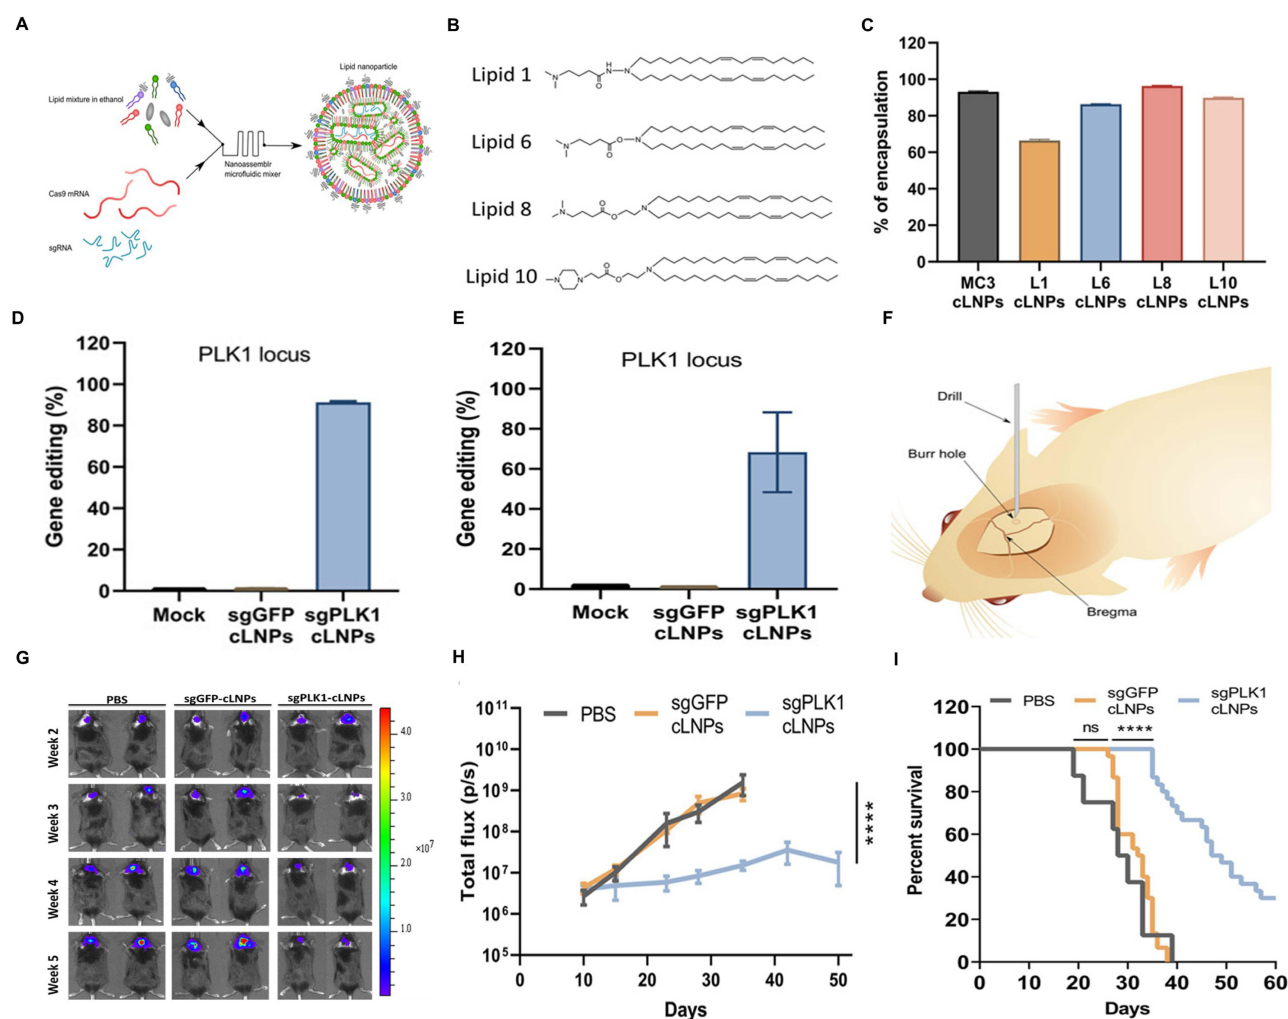 A
Lipid mixture in ethanol
Cas9 mRNA
sgRNA
Nanoassemblr
microfluidic mixer
Lipid nanoparticle
B
Lipid 1
N
H
N
O
N
Lipid 6
N
O
O
N
Lipid 8
N
O
O
N
Lipid 10
N
N
O
O
N
C
% of encapsulation
120
100
80
60
40
20
0
MC3 L1 L6 L8 L10
cLNPs cLNPs cLNPs cLNPs cLNPs
D
PLK1 locus
Gene editing (%)
120
100
80
60
40
20
0
Mock sgGFP sgPLK1
cLNPs cLNPs
E
PLK1 locus
Gene editing (%)
120
100
80
60
40
20
0
Mock sgGFP sgPLK1
cLNPs cLNPs
F
Drill
Burr hole
Bregma
G
PBS sgGFP-cLNPs sgPLK1-cLNPs
Week 2
Week 3
Week 4
Week 5
4.0
3.0
×10⁷
2.0
1.0
H
PBS sgGFP sgPLK1
cLNPs cLNPs
Total flux (p/s)
10¹¹
10¹⁰
10⁹
10⁸
10⁷
10⁶
10⁵
0 10 20 30 40 50
Days
****
I
PBS sgGFP sgPLK1
cLNPs cLNPs
ns ****
Percent survival
120
100
80
60
40
20
0
0 20 30 40 50 60
Days